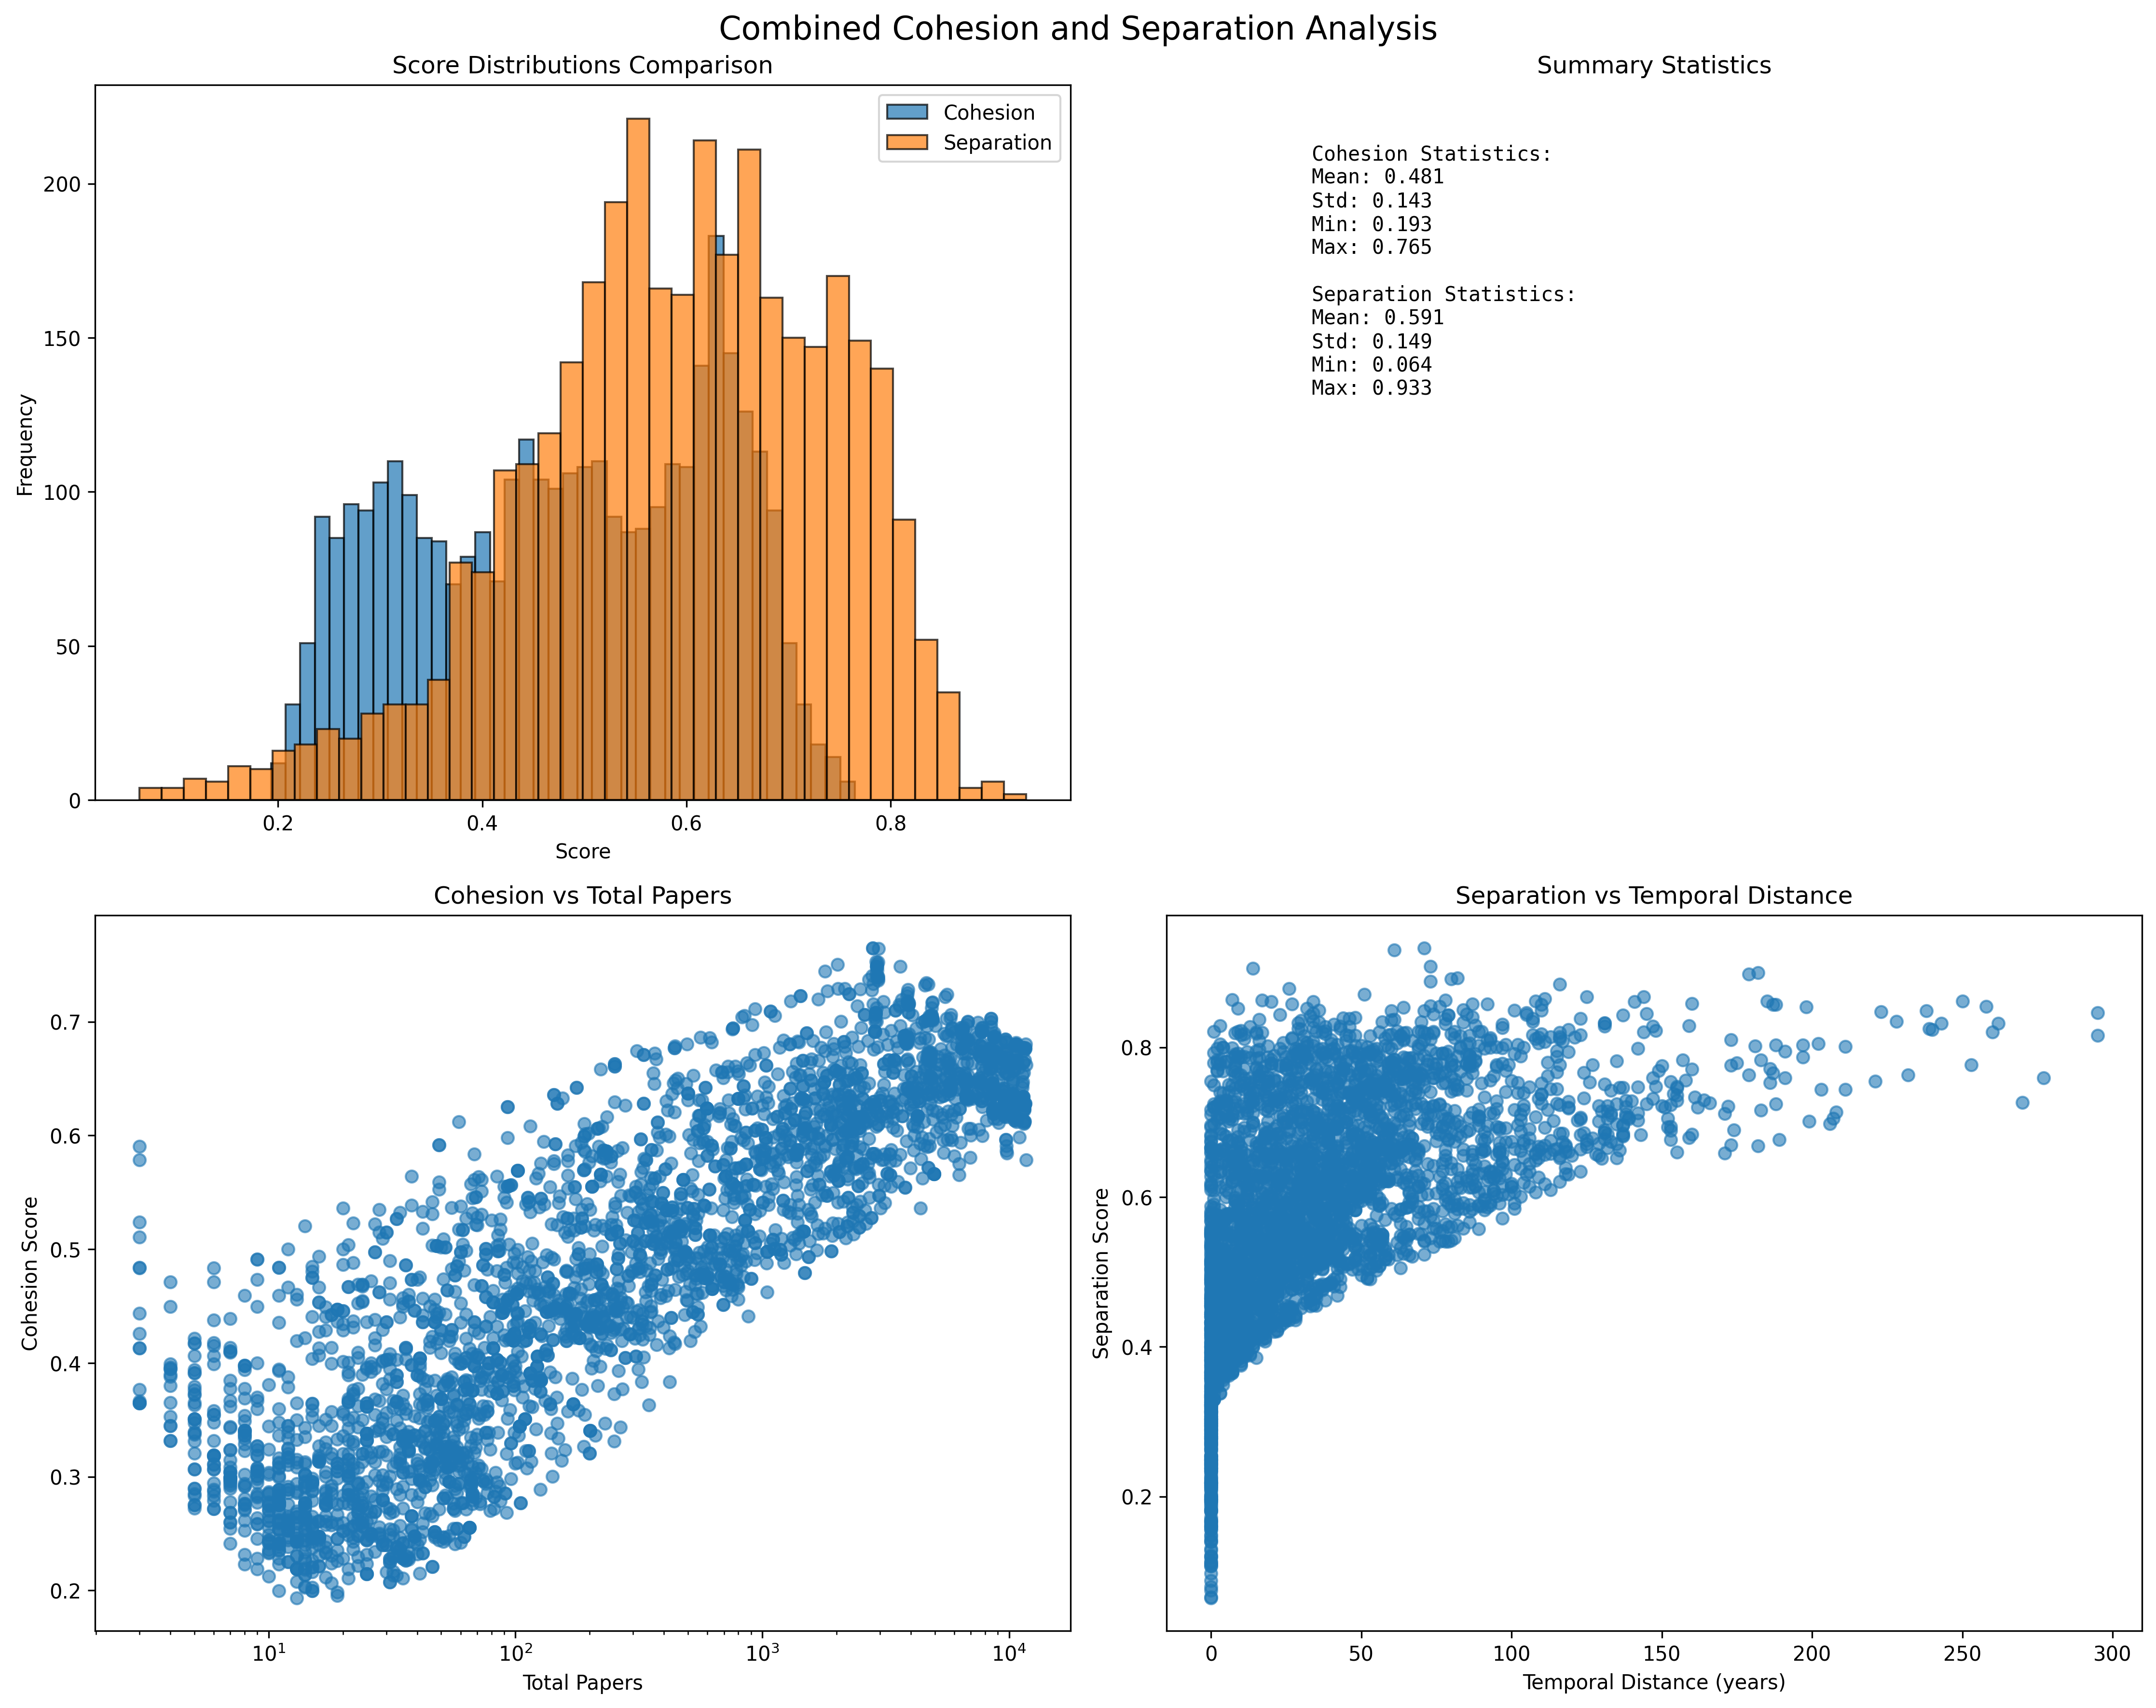 Combined Cohesion and Separation Analysis
Score Distributions Comparison
Cohesion
Separation
200
150
100
50
0
Frequency
0.2 0.4 0.6 0.8
Score
Summary Statistics
Cohesion Statistics:
Mean: 0.481
Std: 0.143
Min: 0.193
Max: 0.765
Separation Statistics:
Mean: 0.591
Std: 0.149
Min: 0.064
Max: 0.933
Cohesion vs Total Papers
0.7
0.6
0.5
0.4
0.3
0.2
Cohesion Score
10¹ 10² 10³ 10⁴
Total Papers
Separation vs Temporal Distance
0.8
0.6
0.4
0.2
Separation Score
0 50 100 150 200 250 300
Temporal Distance (years)